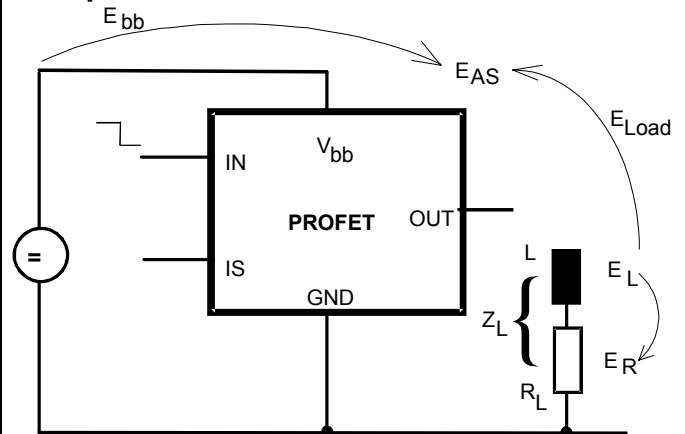 E_bb
E_AS
E_Load
V_bb
IN
PROFET
OUT
=
IS
L
E_L
GND
Z_L
{
E_R
R_L